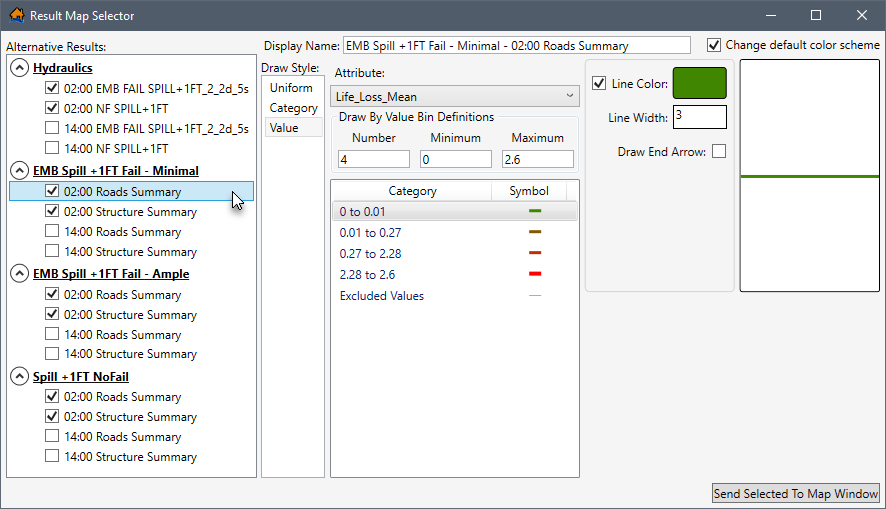 Result Map Selector
Alternative Results:
Hydraulics
02:00 EMB FAIL SPILL+1FT_2_2d_5s
02:00 NF SPILL+1FT
14:00 EMB FAIL SPILL+1FT_2_2d_5s
14:00 NF SPILL+1FT
EMB Spill +1FT Fail - Minimal
02:00 Roads Summary
02:00 Structure Summary
14:00 Roads Summary
14:00 Structure Summary
EMB Spill +1FT Fail - Ample
02:00 Roads Summary
02:00 Structure Summary
14:00 Roads Summary
14:00 Structure Summary
Spill +1FT NoFail
02:00 Roads Summary
02:00 Structure Summary
14:00 Roads Summary
14:00 Structure Summary
Display Name: EMB Spill +1FT Fail - Minimal - 02:00 Roads Summary
Change default color scheme
Draw Style:
Uniform
Category
Value
Attribute:
Life_Loss_Mean
Draw By Value Bin Definitions
Number Minimum Maximum
4 0 2.6
Category Symbol
0 to 0.01
0.01 to 0.27
0.27 to 2.28
2.28 to 2.6
Excluded Values
Line Color:
Line Width: 3
Draw End Arrow:
Send Selected To Map Window